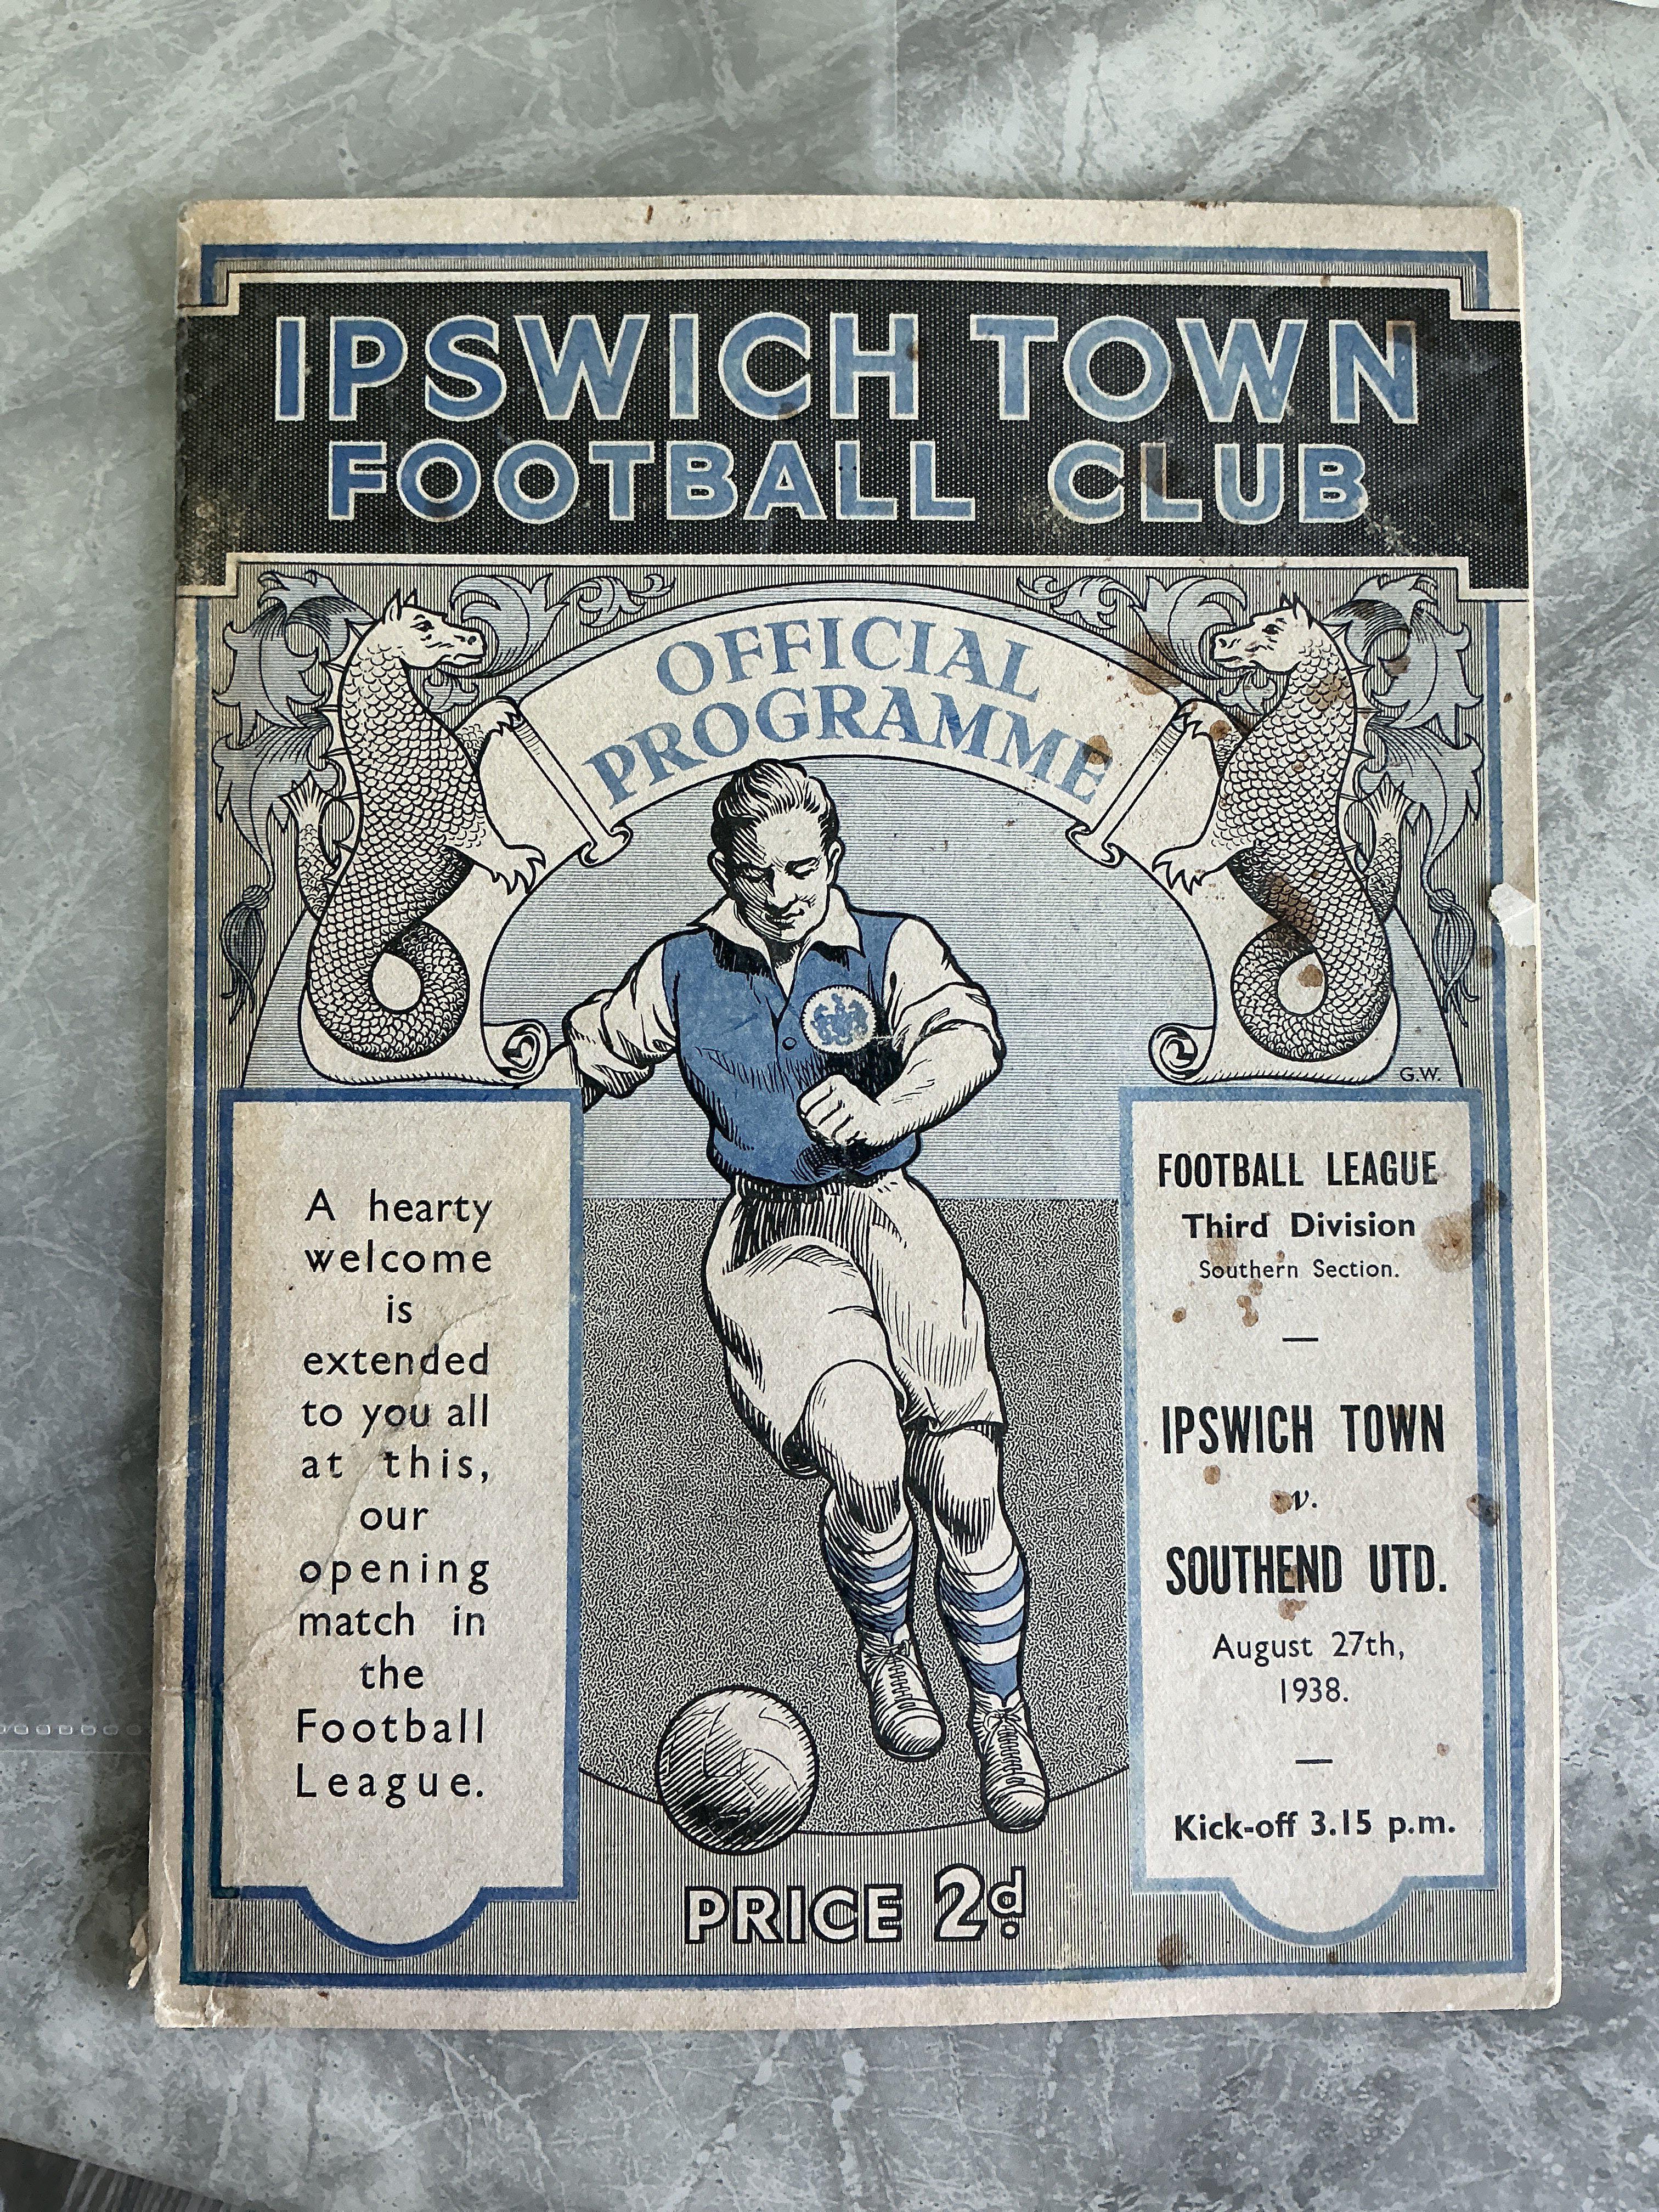 IPSWICH TOWN
FOOTBALL CLUB
OFFICIAL
PROGRAMME
G.W.
A hearty
welcome
is
extended
to you all
at this,
our
opening
match in
the
Football
League.
FOOTBALL LEAGUE
Third Division
Southern Section.
—
IPSWICH TOWN
v.
SOUTHEND UTD.
August 27th,
1938.
—
Kick-off 3.15 p.m.
PRICE 2d.